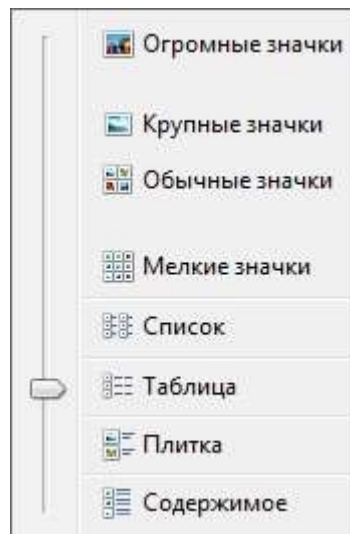 Огромные значки
Крупные значки
Обычные значки
Мелкие значки
Список
Таблица
Плитка
Содержимое